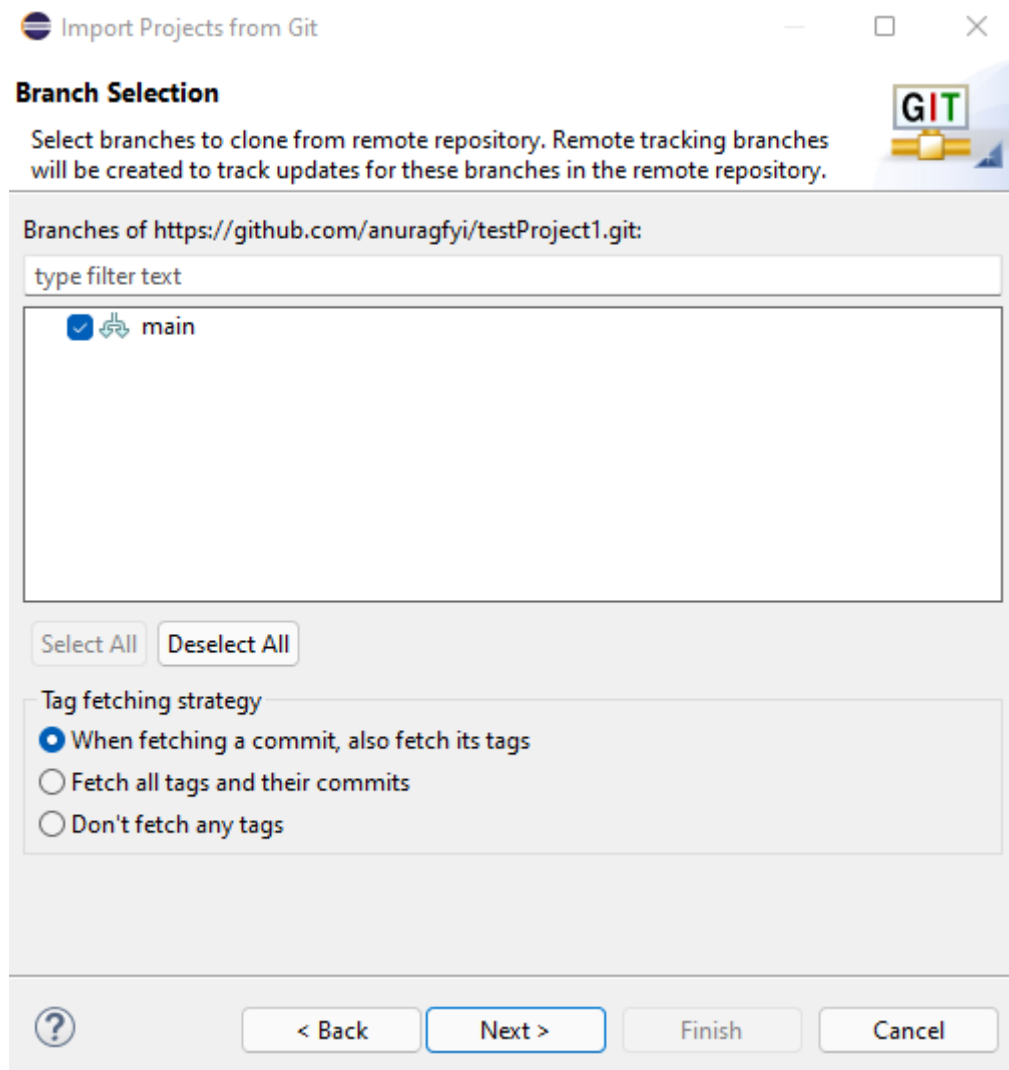 Import Projects from Git
Branch Selection
GIT
Select branches to clone from remote repository. Remote tracking branches
will be created to track updates for these branches in the remote repository.
Branches of https://github.com/anuragfyi/testProject1.git:
type filter text
main
Select All
Deselect All
Tag fetching strategy
When fetching a commit, also fetch its tags
Fetch all tags and their commits
Don't fetch any tags
?
< Back
Next >
Finish
Cancel